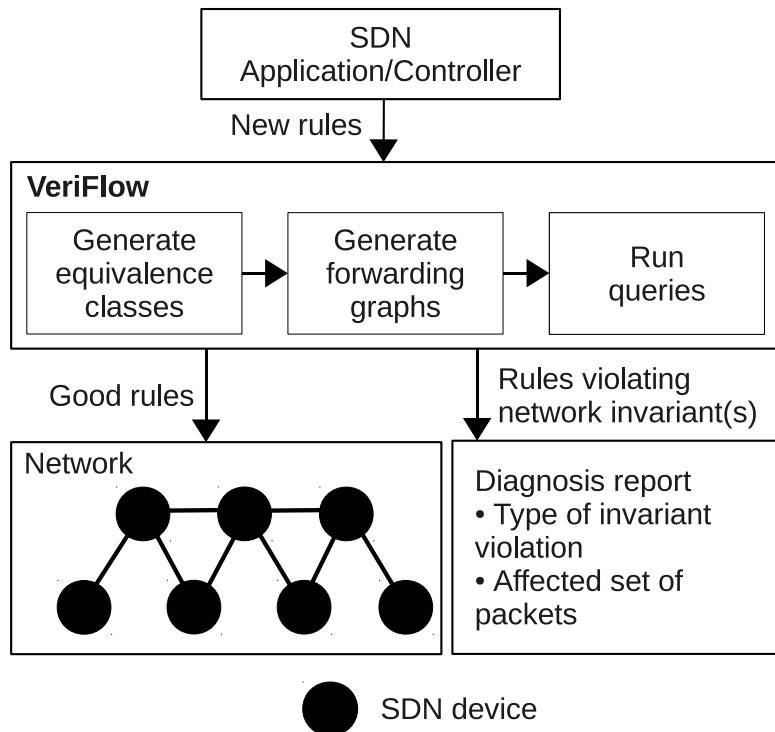 SDN
Application/Controller
New rules
VeriFlow
Generate
equivalence
classes
Generate
forwarding
graphs
Run
queries
Good rules
Rules violating
network invariant(s)
Network
Diagnosis report
• Type of invariant
violation
• Affected set of
packets
SDN device